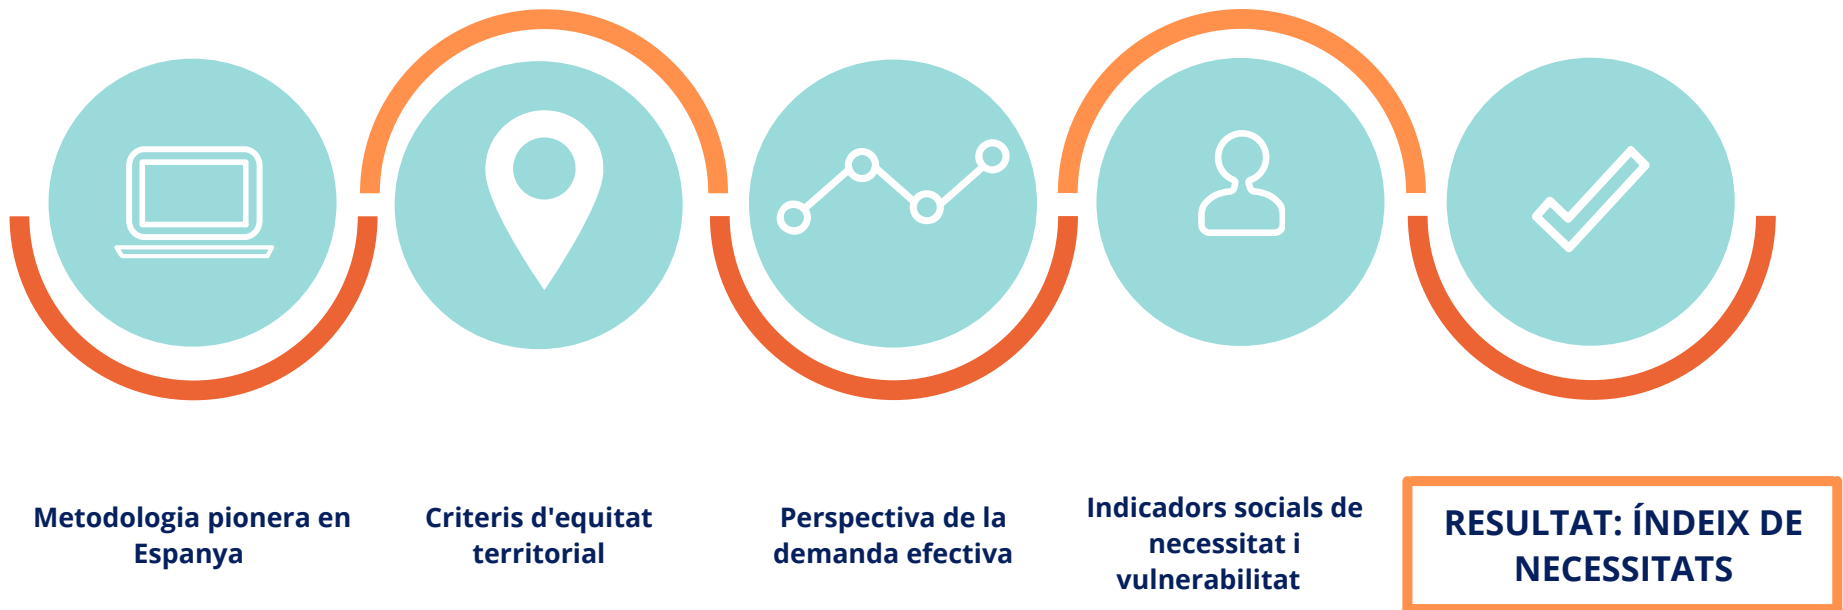 Metodologia pionera en
Espanya
Criteris d'equitat
territorial
Perspectiva de la
demanda efectiva
Indicadors socials de
necessitat i
vulnerabilitat
RESULTAT: ÍNDEIX DE
NECESSITATS